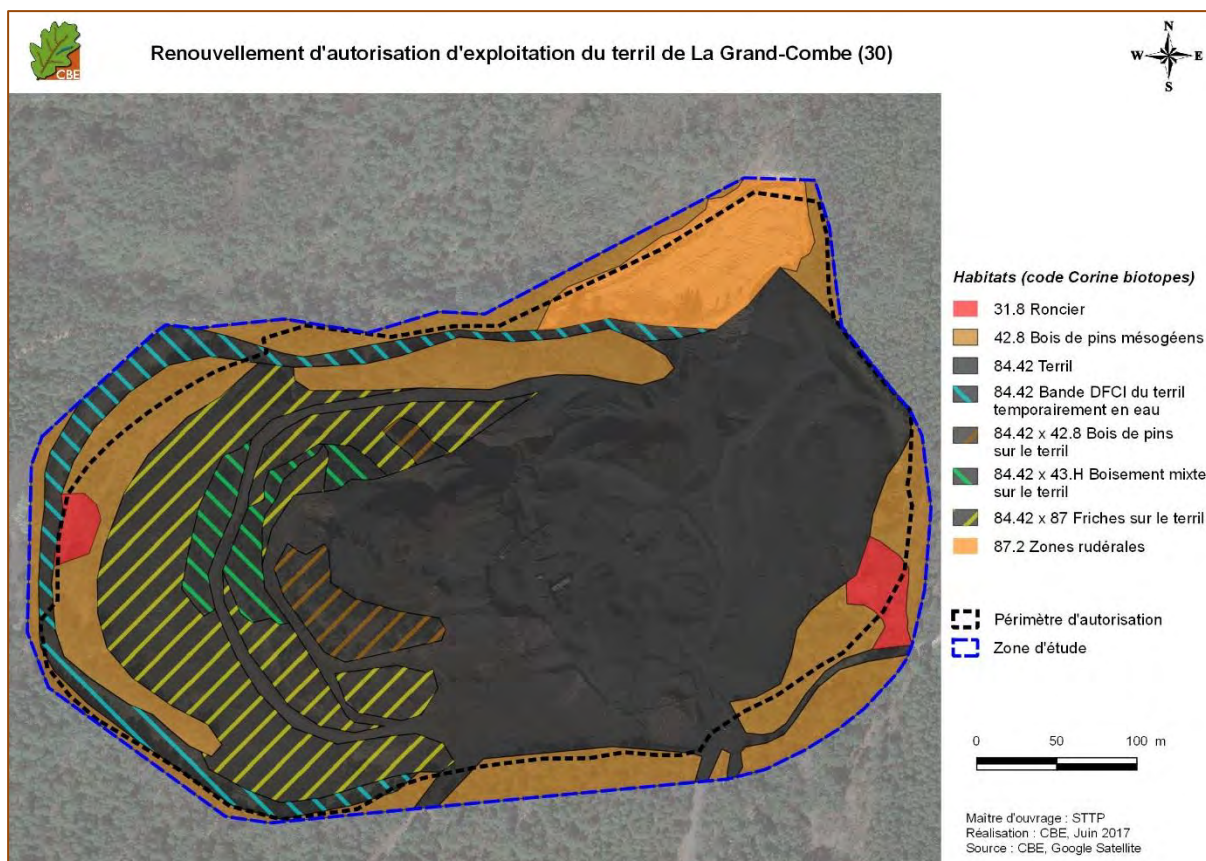 CBE
Renouvellement d'autorisation d'exploitation du terril de La Grand-Combe (30)
N
W E
S
Habitats (code Corine biotopes)
31.8 Roncier
42.8 Bois de pins mésogéens
84.42 Terril
84.42 Bande DFCI du terril
temporairement en eau
84.42 x 42.8 Bois de pins
sur le terril
84.42 x 43.H Boisement mixte
sur le terril
84.42 x 87 Friches sur le terril
87.2 Zones rudérales
Périmètre d'autorisation
Zone d'étude
0 50 100 m
Maître d'ouvrage : STTP
Réalisation : CBE, Juin 2017
Source : CBE, Google Satellite